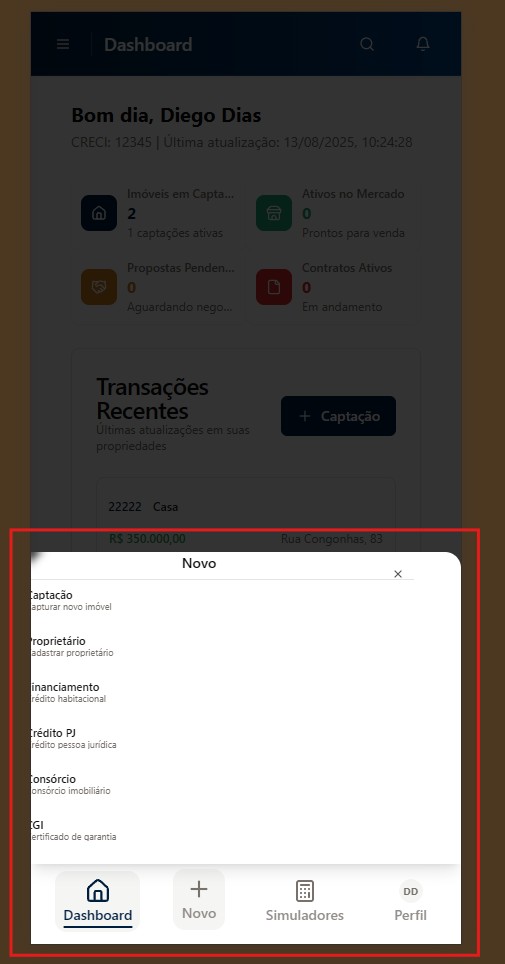 Dashboard
Bom dia, Diego Dias
CRECI: 12345 | Última atualização: 13/08/2025, 10:24:28
Imóveis em Capta...
2
1 captações ativas
Ativos no Mercado
0
Prontos para venda
Propostas Penden...
0
Aguardando nego...
Contratos Ativos
0
Em andamento
Transações
Recentes
Últimas atualizações em suas
propriedades
+ Captação
22222 Casa
R$ 350.000,00 Rua Congonhas, 83
Novo
×
Captação
apturar novo imóvel
Proprietário
adastrar proprietário
inanciamento
rédito habitacional
Crédito PJ
rédito pessoa jurídica
Consórcio
onsórcio imobiliário
CGI
ertificado de garantia
Dashboard
Novo
Simuladores
DD
Perfil